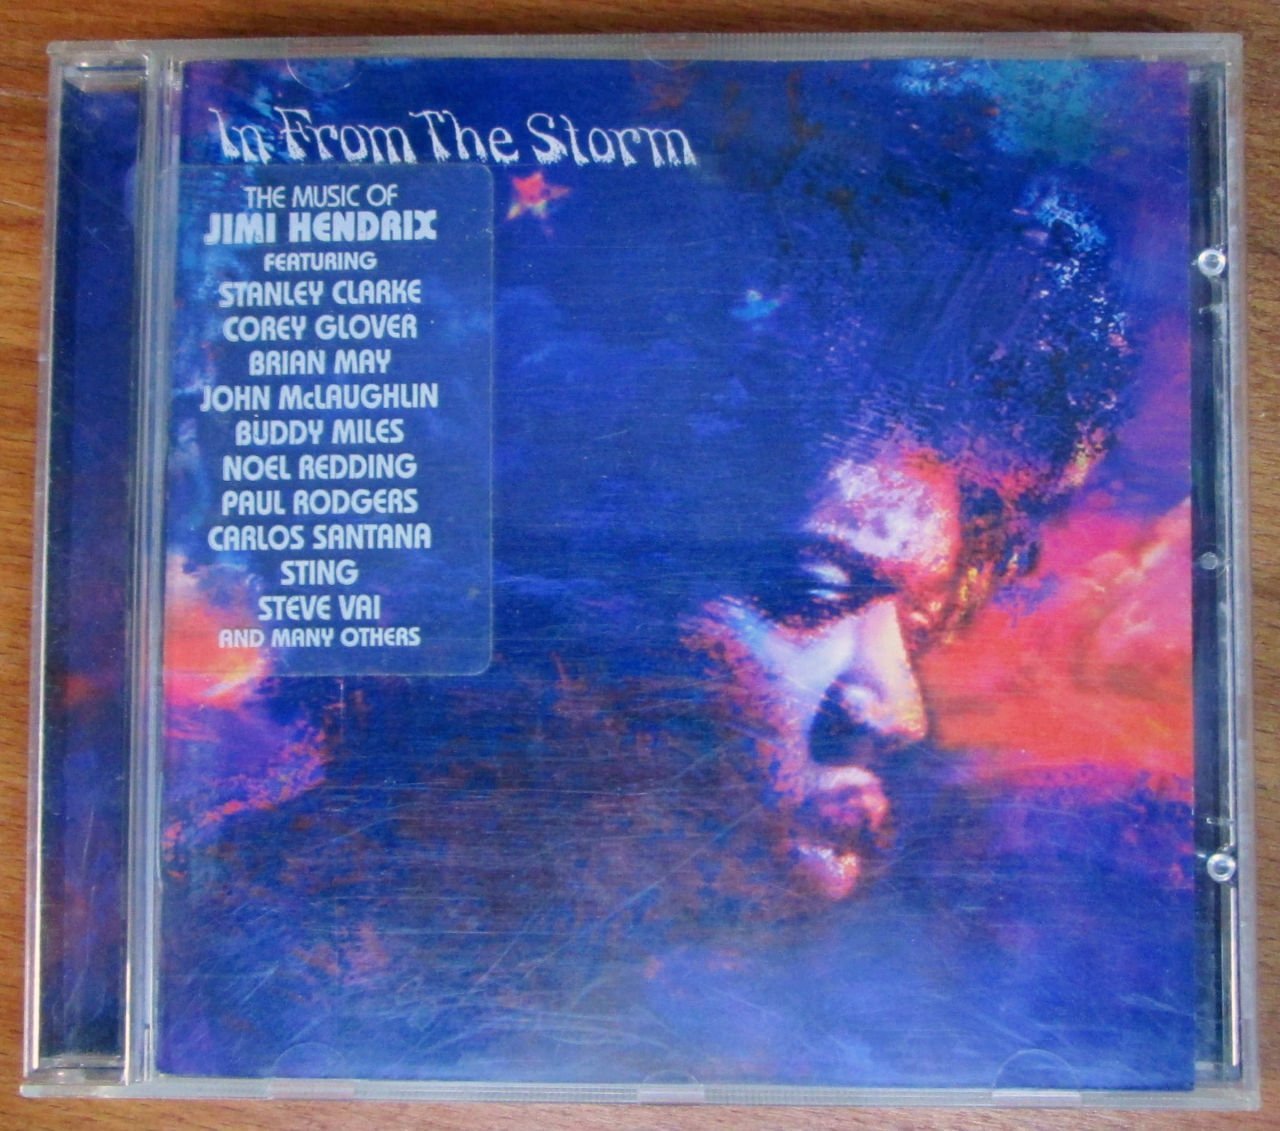 In From The Storm
THE MUSIC OF
JIMI HENDRIX
FEATURING
STANLEY CLARKE
COREY GLOVER
BRIAN MAY
JOHN McLAUGHLIN
BUDDY MILES
NOEL REDDING
PAUL RODGERS
CARLOS SANTANA
STING
STEVE VAI
AND MANY OTHERS